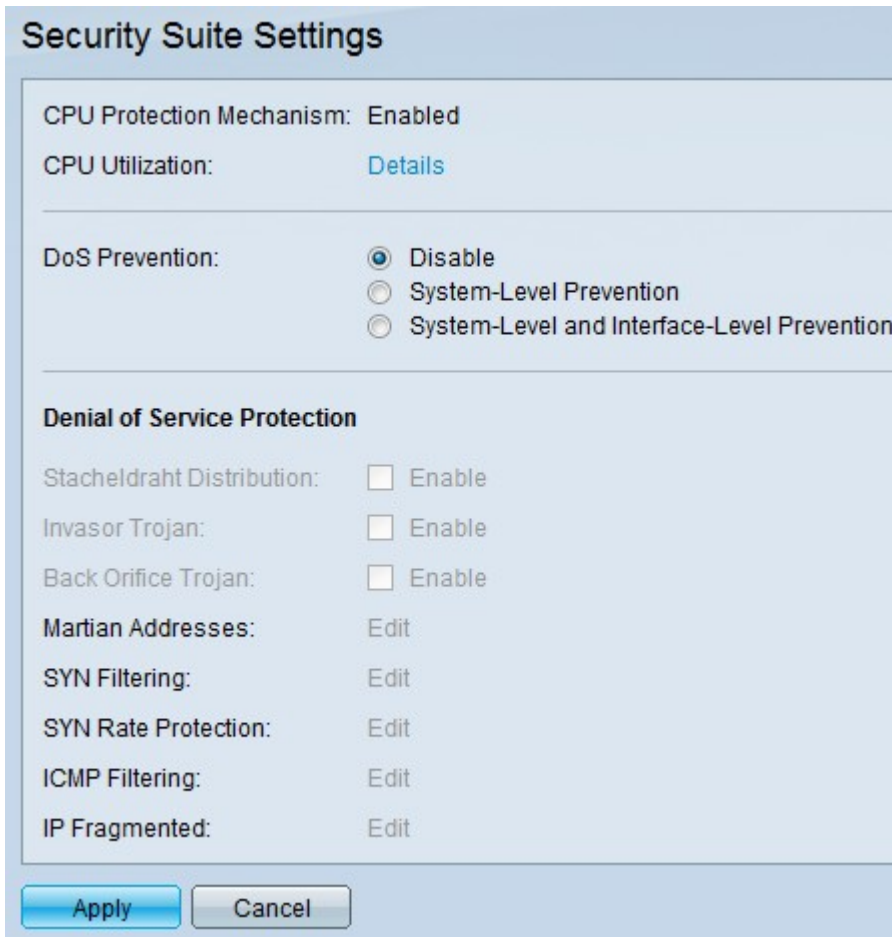 Security Suite Settings
CPU Protection Mechanism: Enabled
CPU Utilization: Details
DoS Prevention: Disable
System-Level Prevention
System-Level and Interface-Level Prevention
Denial of Service Protection
Stacheldraht Distribution: Enable
Invasor Trojan: Enable
Back Orifice Trojan: Enable
Martian Addresses: Edit
SYN Filtering: Edit
SYN Rate Protection: Edit
ICMP Filtering: Edit
IP Fragmented: Edit
Apply Cancel